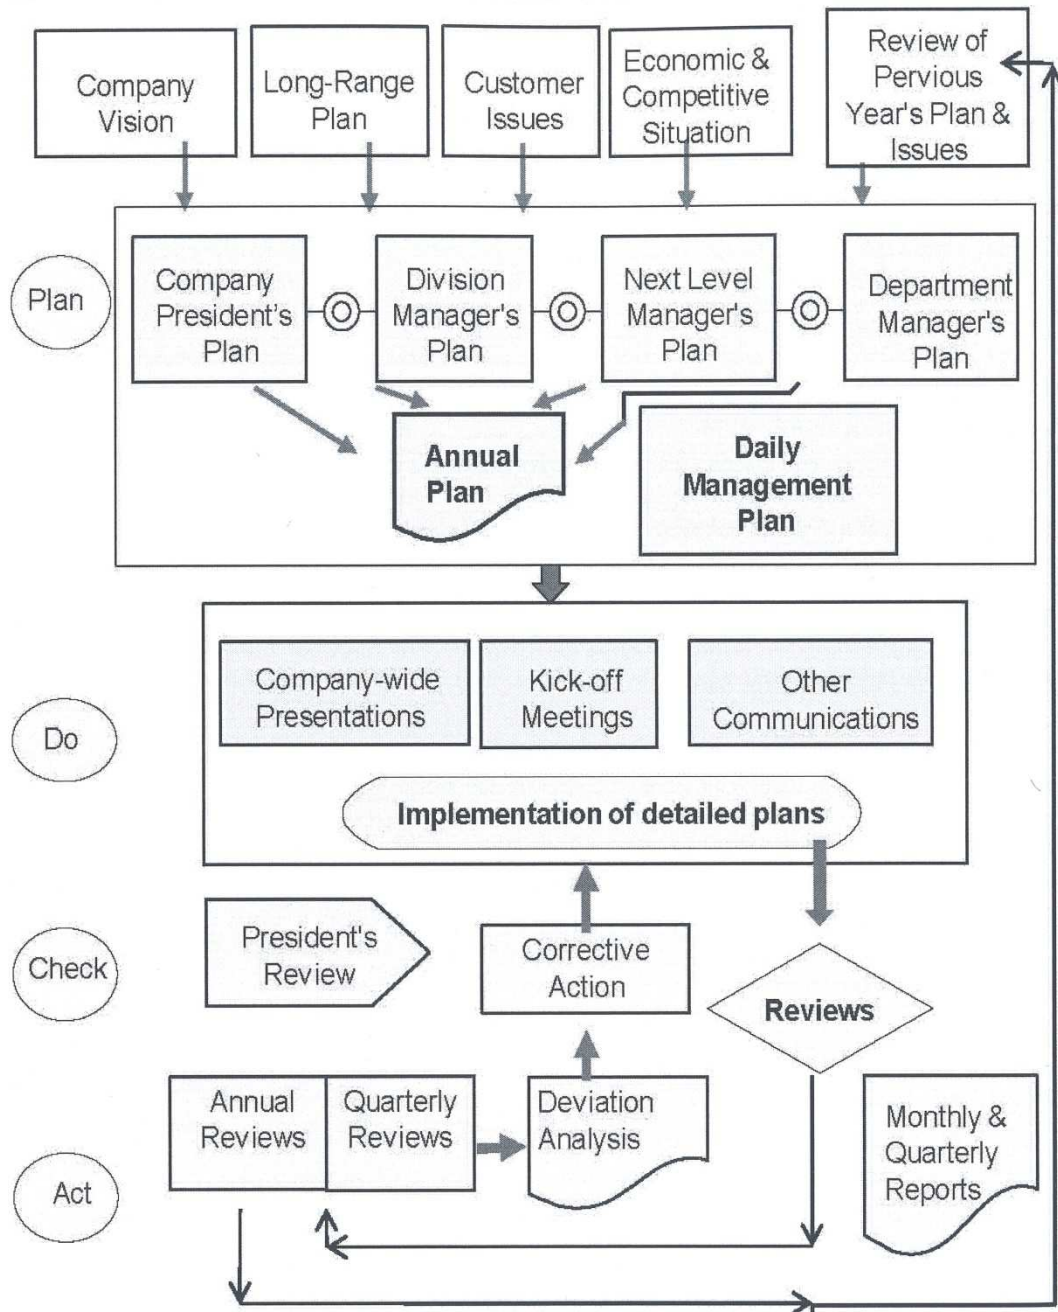 Company
Vision
Long-Range
Plan
Customer
Issues
Economic &
Competitive
Situation
Review of
Pervious
Year's Plan &
Issues
Plan
Company
President's
Plan
Division
Manager's
Plan
Next Level
Manager's
Plan
Department
Manager's
Plan
Annual
Plan
Daily
Management
Plan
Do
Company-wide
Presentations
Kick-off
Meetings
Other
Communications
Implementation of detailed plans
Check
President's
Review
Corrective
Action
Reviews
Act
Annual
Reviews
Quarterly
Reviews
Deviation
Analysis
Monthly &
Quarterly
Reports